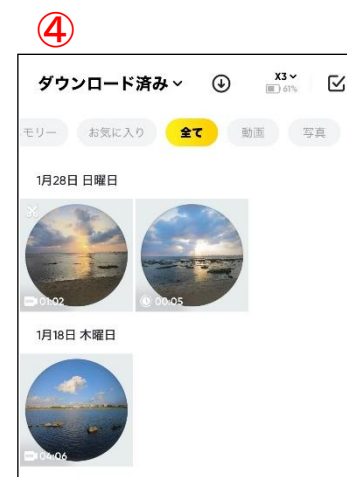 ④
ダウンロード済み
X3
61%
モリー お気に入り 全て 動画 写真
1月28日 日曜日
01:02 00:05
1月18日 木曜日
04:06